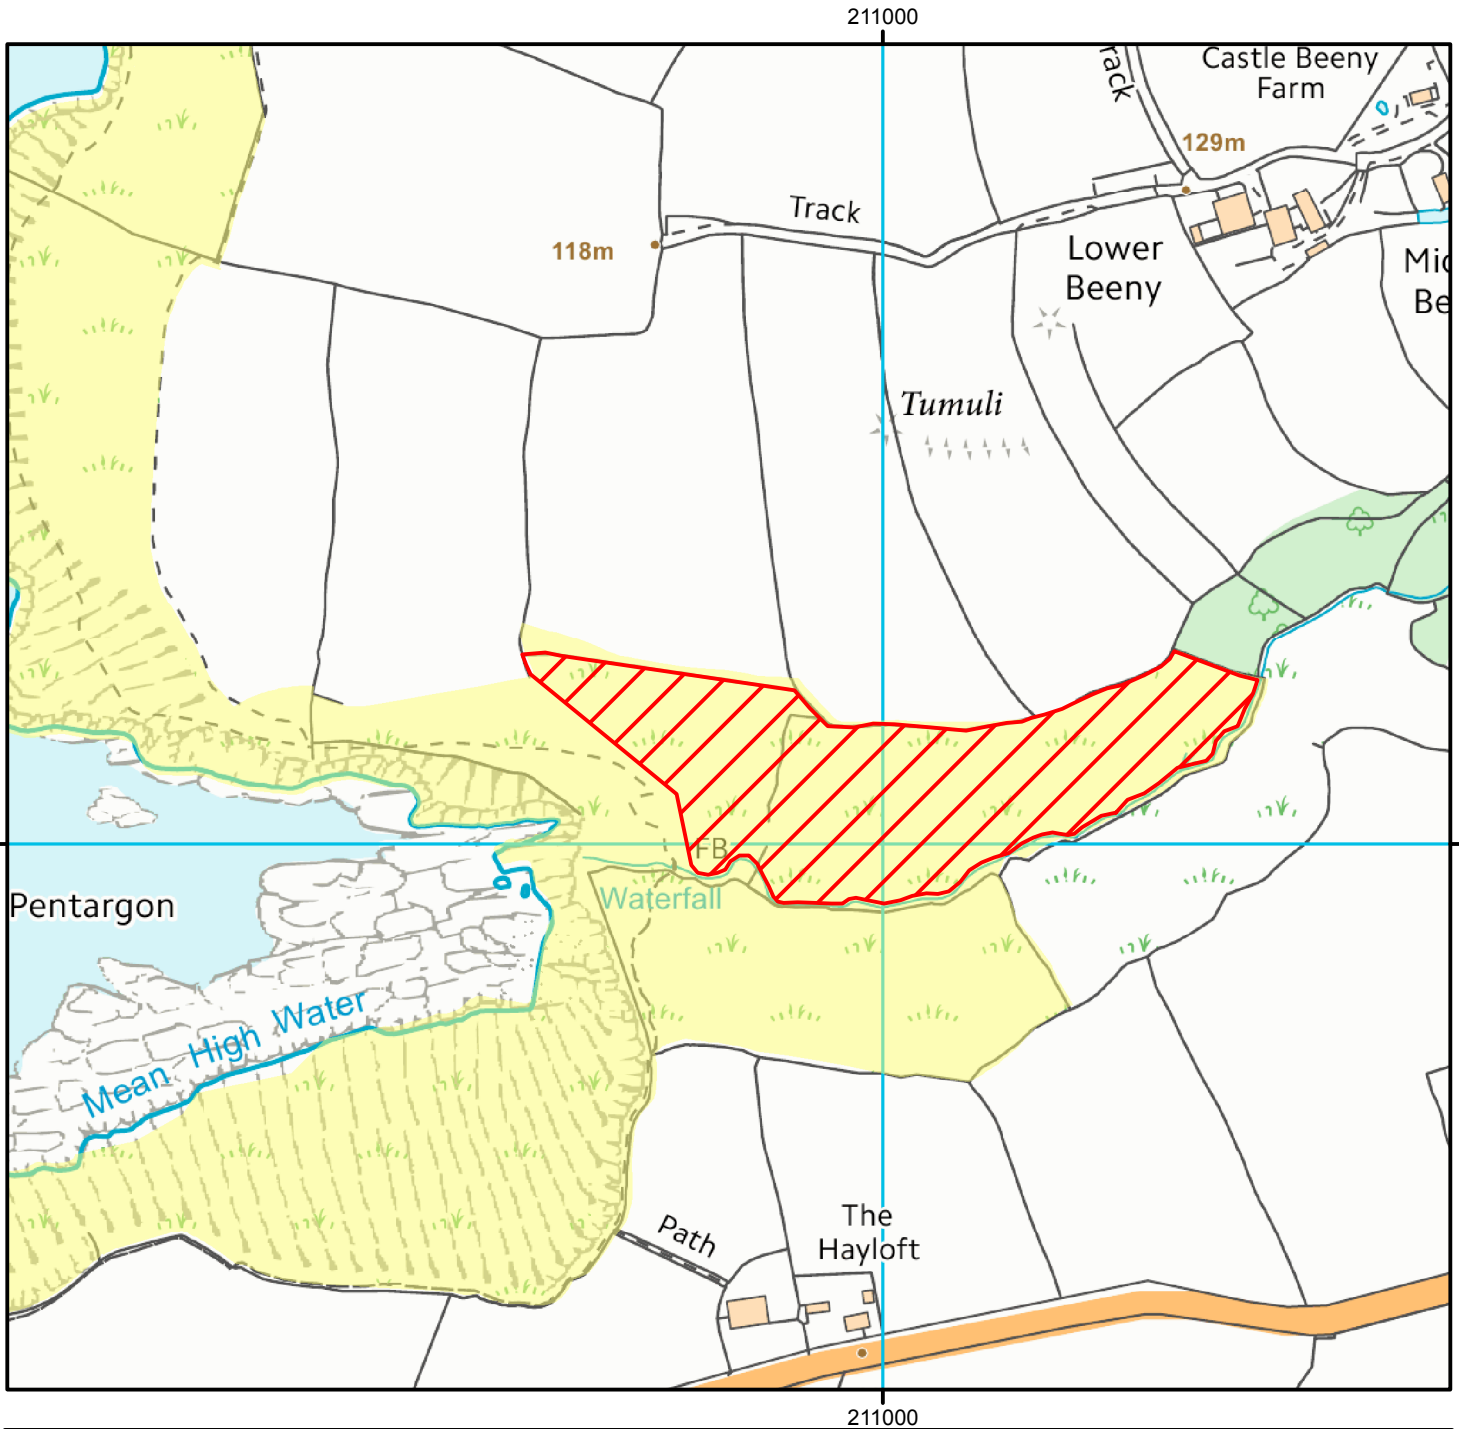 211000
Castle Beeny
Farm
rack
129m
Track
118m
Lower
Beeny
Mid
Be
Tumuli
FB
Waterfall
Pentargon
Mean High Water
Path
The
Hayloft
211000